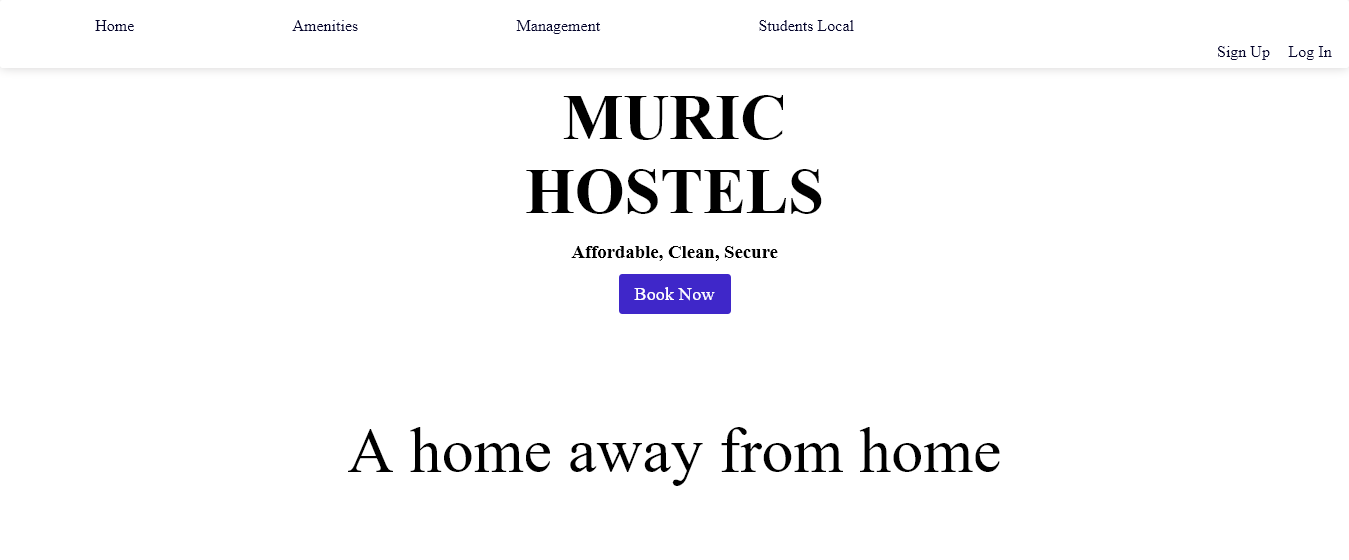 Home Amenities Management Students Local
Sign Up Log In
MURIC
HOSTELS
Affordable, Clean, Secure
Book Now
A home away from home